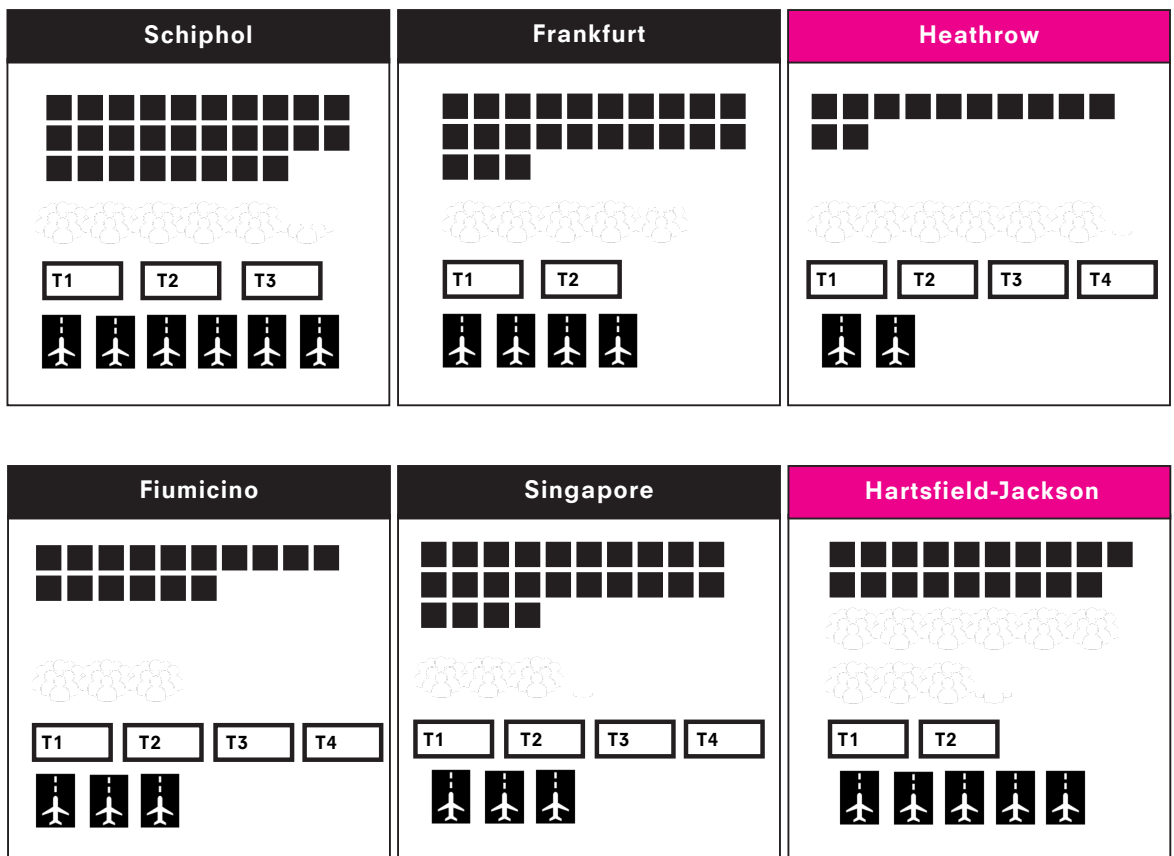 Schiphol
Frankfurt
Heathrow
T1 T2 T3
T1 T2
T1 T2 T3 T4
Fiumicino
Singapore
Hartsfield-Jackson
T1 T2 T3 T4
T1 T2 T3 T4
T1 T2